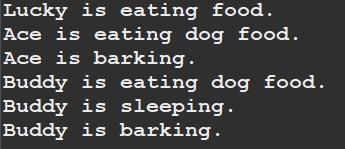 Lucky is eating food.
Ace is eating dog food.
Ace is barking.
Buddy is eating dog food.
Buddy is sleeping.
Buddy is barking.